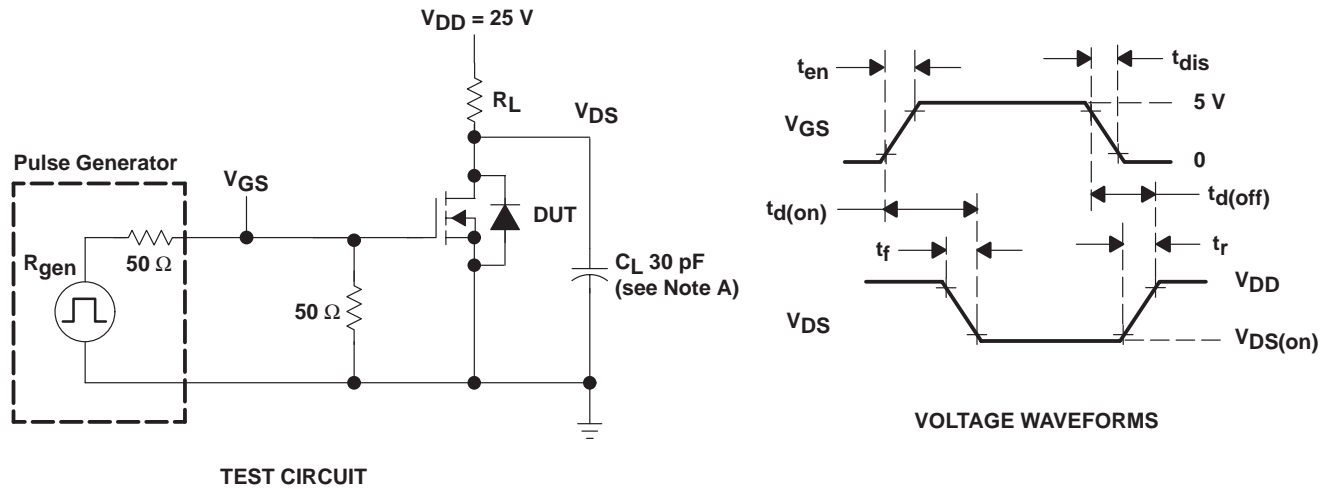 VDD = 25 V
RL
VDS
Pulse Generator
VGS
Rgen
50 Ω
50 Ω
DUT
CL 30 pF
(see Note A)
TEST CIRCUIT
ten
tdis
5 V
VGS
0
td(on)
td(off)
tf
tr
VDD
VDS
VDS(on)
VOLTAGE WAVEFORMS